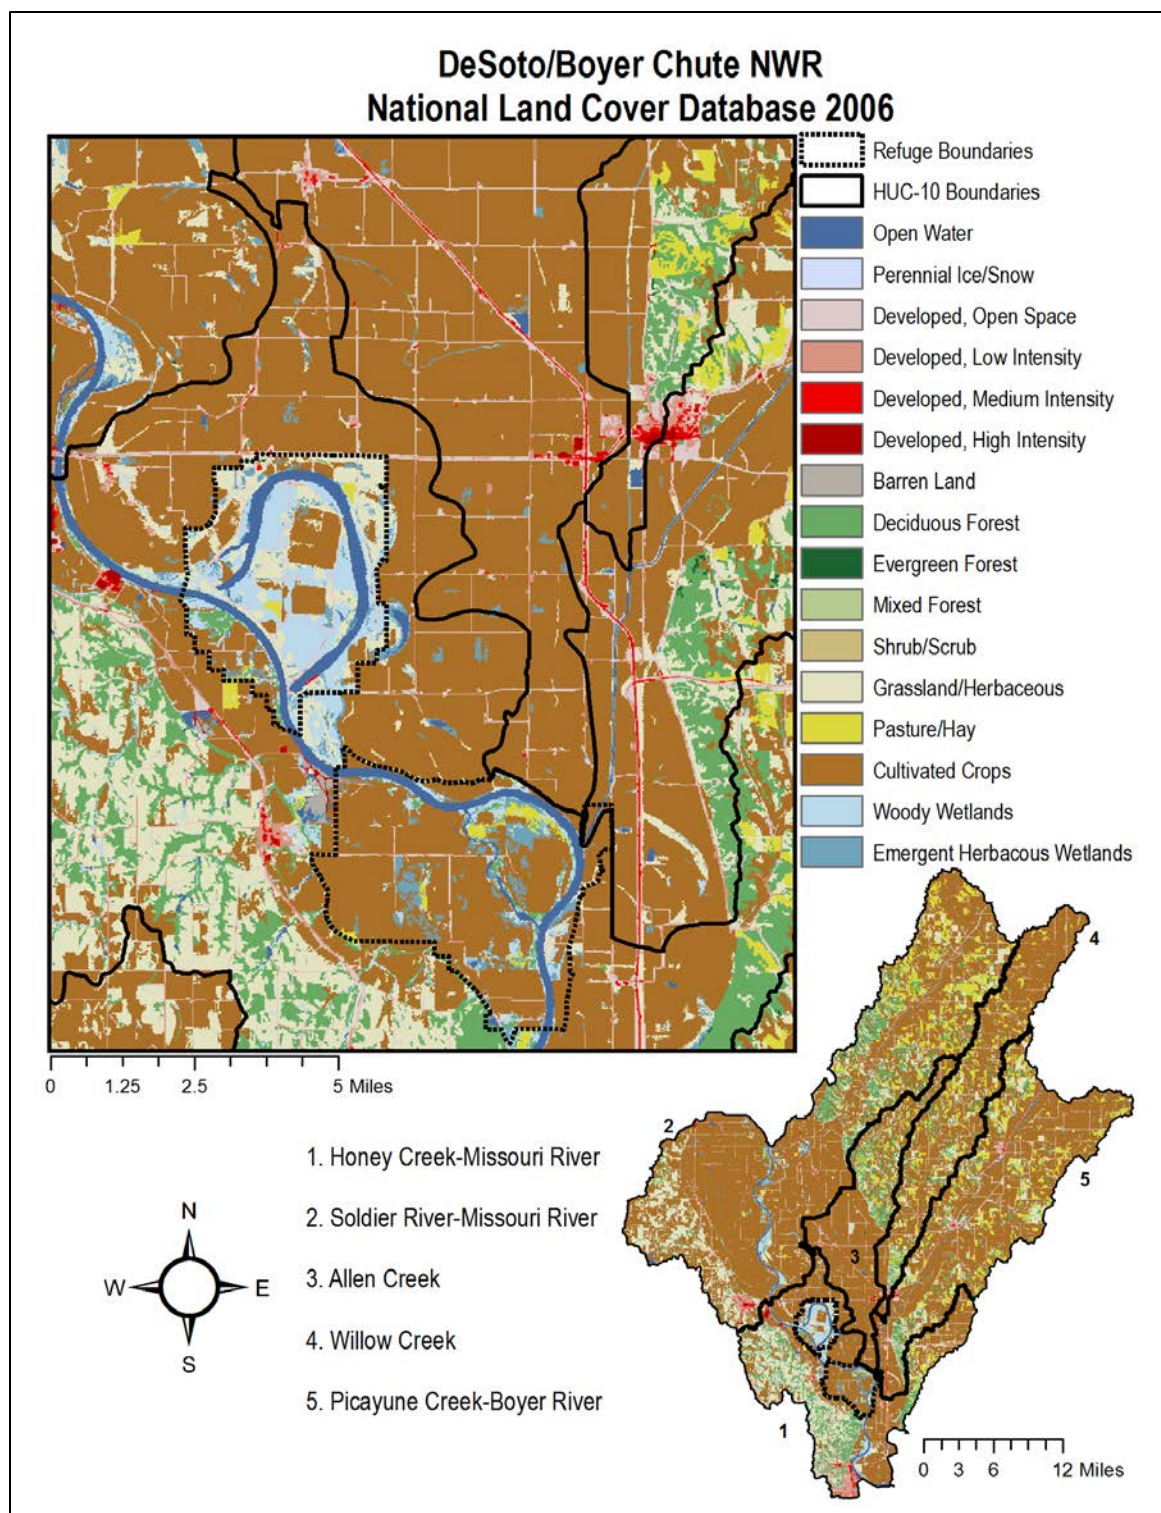 DeSoto/Boyer Chute NWR
National Land Cover Database 2006
Refuge Boundaries
HUC-10 Boundaries
Open Water
Perennial Ice/Snow
Developed, Open Space
Developed, Low Intensity
Developed, Medium Intensity
Developed, High Intensity
Barren Land
Deciduous Forest
Evergreen Forest
Mixed Forest
Shrub/Scrub
Grassland/Herbaceous
Pasture/Hay
Cultivated Crops
Woody Wetlands
Emergent Herbacous Wetlands
0 1.25 2.5 5 Miles
1. Honey Creek-Missouri River
2. Soldier River-Missouri River
3. Allen Creek
4. Willow Creek
5. Picayune Creek-Boyer River
N
W E
S
4
2
5
3
1
0 3 6 12 Miles